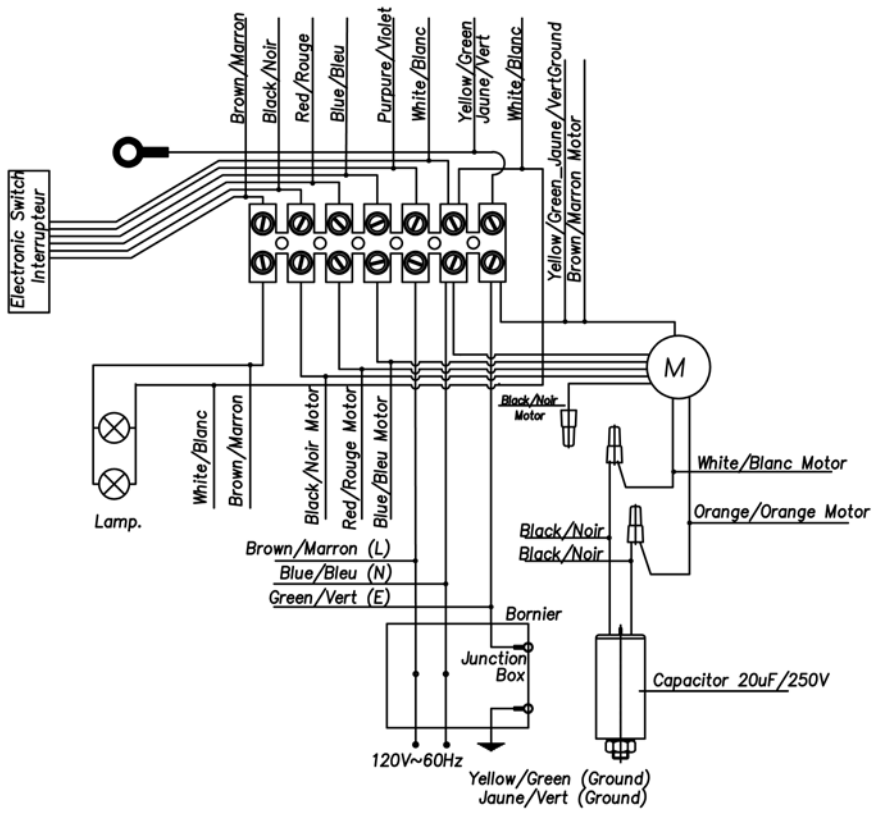 Brown/Marron
Black/Noir
Red/Rouge
Blue/Bleu
Purpure/Violet
White/Blanc
Yellow/Green
Jaune/Vert
White/Blanc
Yellow/Green_Jaune/VertGround
Brown/Marron Motor
Electronic Switch
Interrupteur
M
Black/Noir
Motor
White/Blanc
Brown/Marron
Black/Noir Motor
Red/Rouge Motor
Blue/Bleu Motor
Lamp.
White/Blanc Motor
Orange/Orange Motor
Black/Noir
Black/Noir
Brown/Marron (L)
Blue/Bleu (N)
Green/Vert (E)
Bornier
Junction
Box
Capacitor 20uF/250V
120V~60Hz
Yellow/Green (Ground)
Jaune/Vert (Ground)